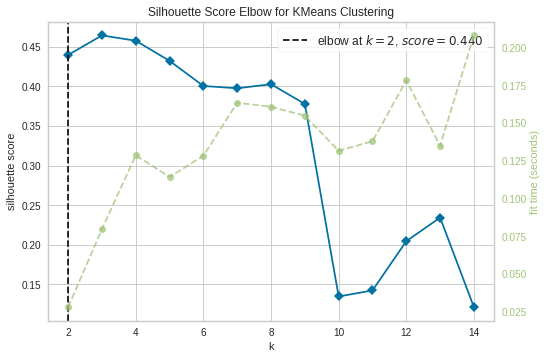 Silhouette Score Elbow for KMeans Clustering
elbow at k = 2, score = 0.440
silhouette score
0.45
0.40
0.35
0.30
0.25
0.20
0.15
fit time (seconds)
0.200
0.175
0.150
0.125
0.100
0.075
0.050
0.025
2 4 6 8 10 12 14
k